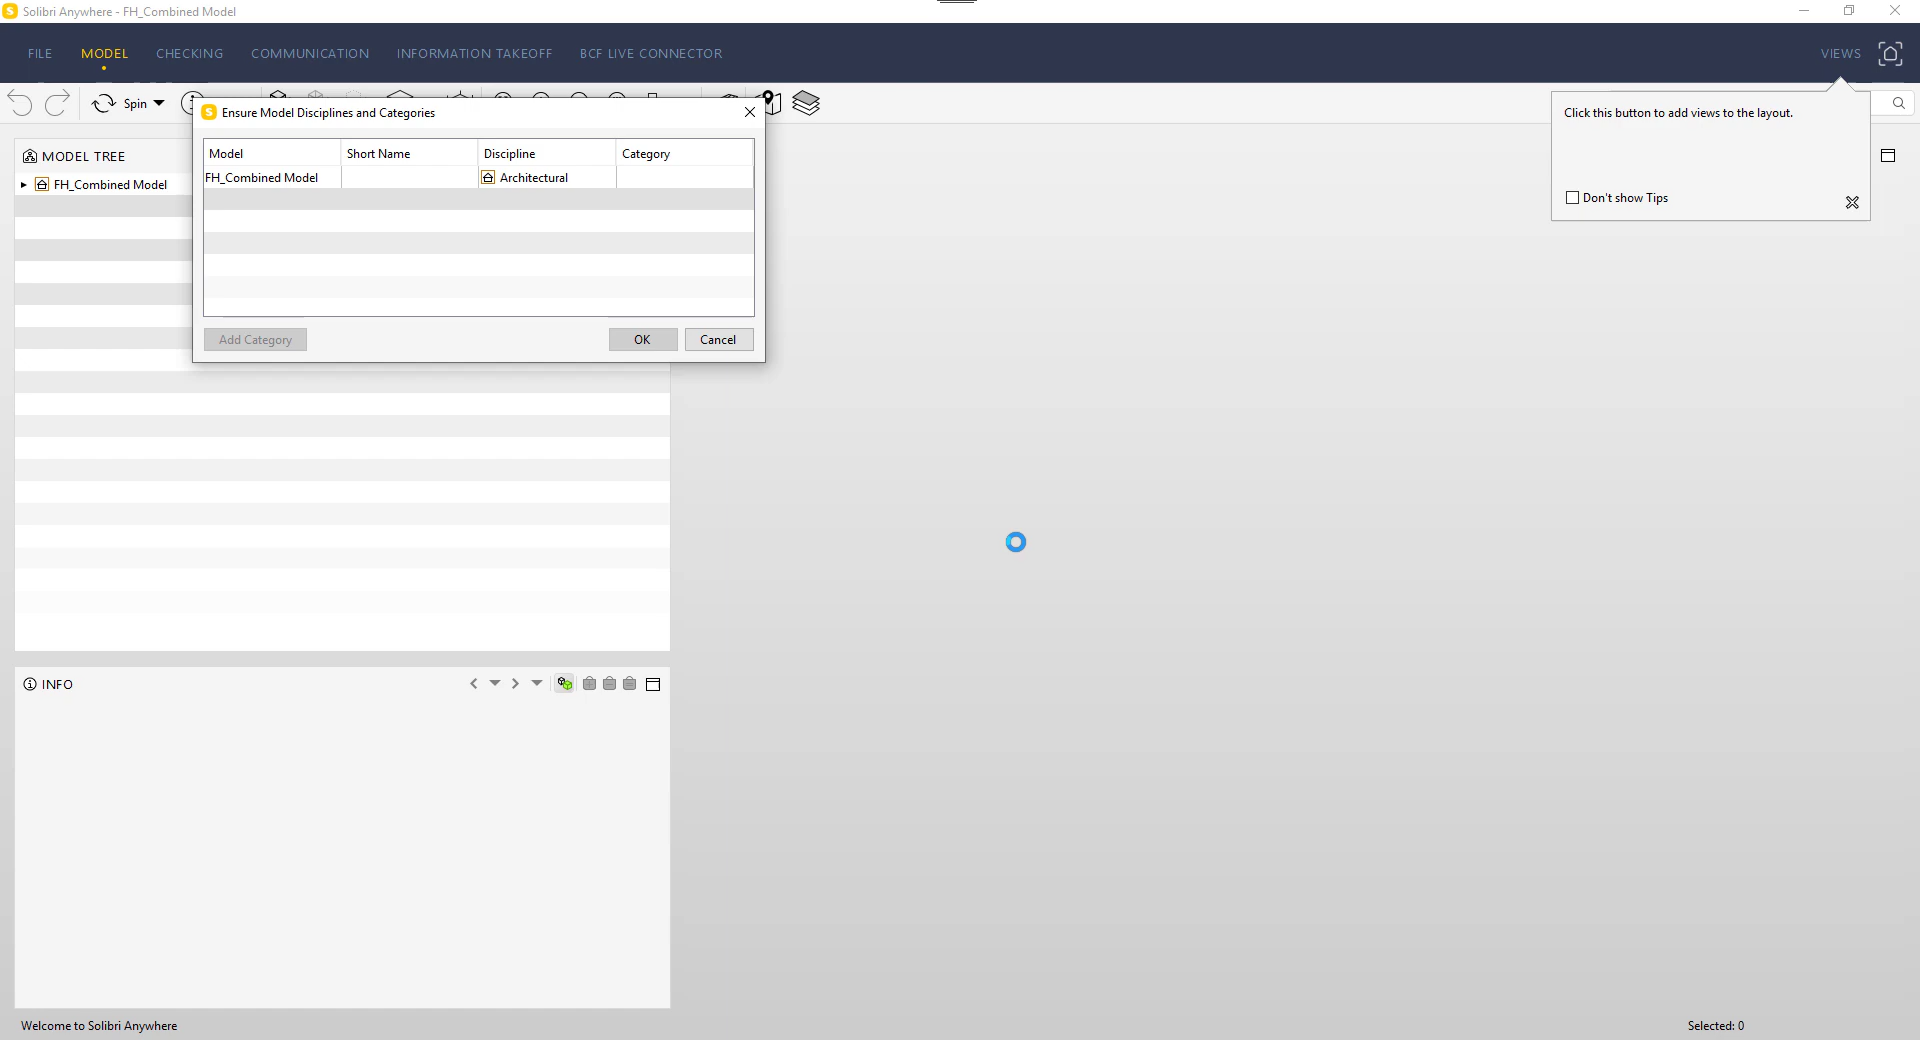 Solibri Anywhere - FH_Combined Model
FILE MODEL CHECKING COMMUNICATION INFORMATION TAKEOFF BCF LIVE CONNECTOR VIEWS
Spin
Ensure Model Disciplines and Categories
Model Short Name Discipline Category
FH_Combined Model Architectural
Add Category OK Cancel
Click this button to add views to the layout.
Don't show Tips
MODEL TREE
FH_Combined Model
INFO
Welcome to Solibri Anywhere
Selected: 0